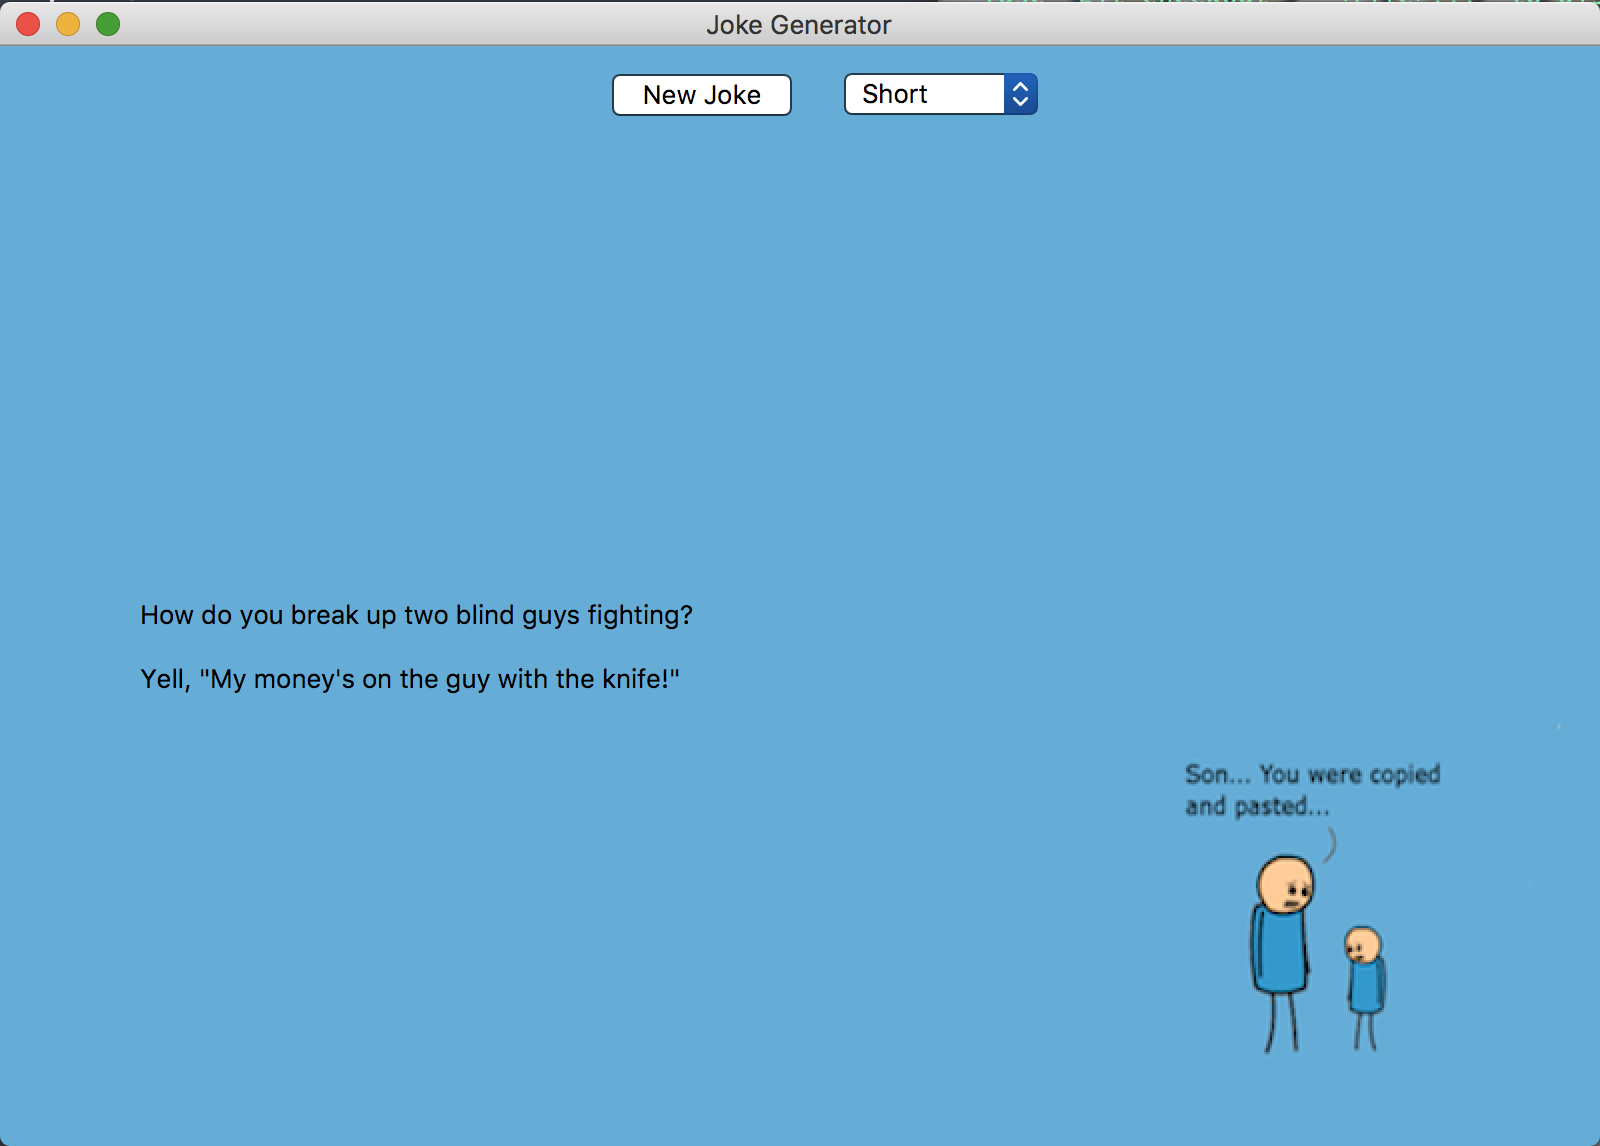 Joke Generator
New Joke
Short
How do you break up two blind guys fighting?
Yell, "My money's on the guy with the knife!"
Son... You were copied
and pasted...